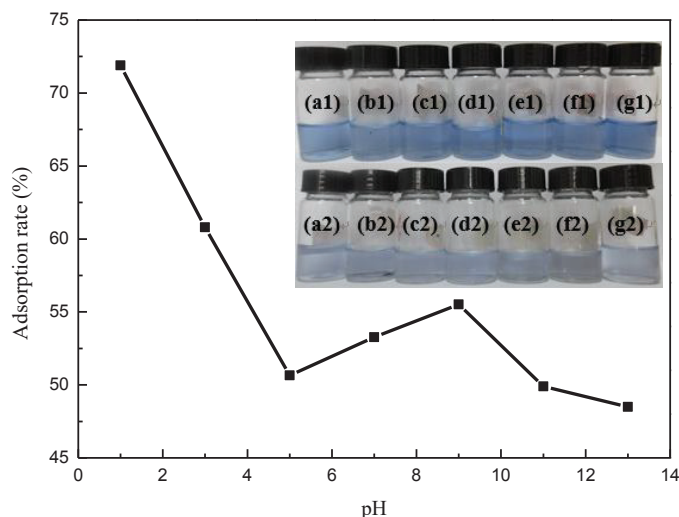 75
70
65
60
55
50
45
Adsorption rate (%)
(a1) (b1) (c1) (d1) (e1) (f1) (g1)
(a2) (b2) (c2) (d2) (e2) (f2) (g2)
0 2 4 6 8 10 12 14
pH